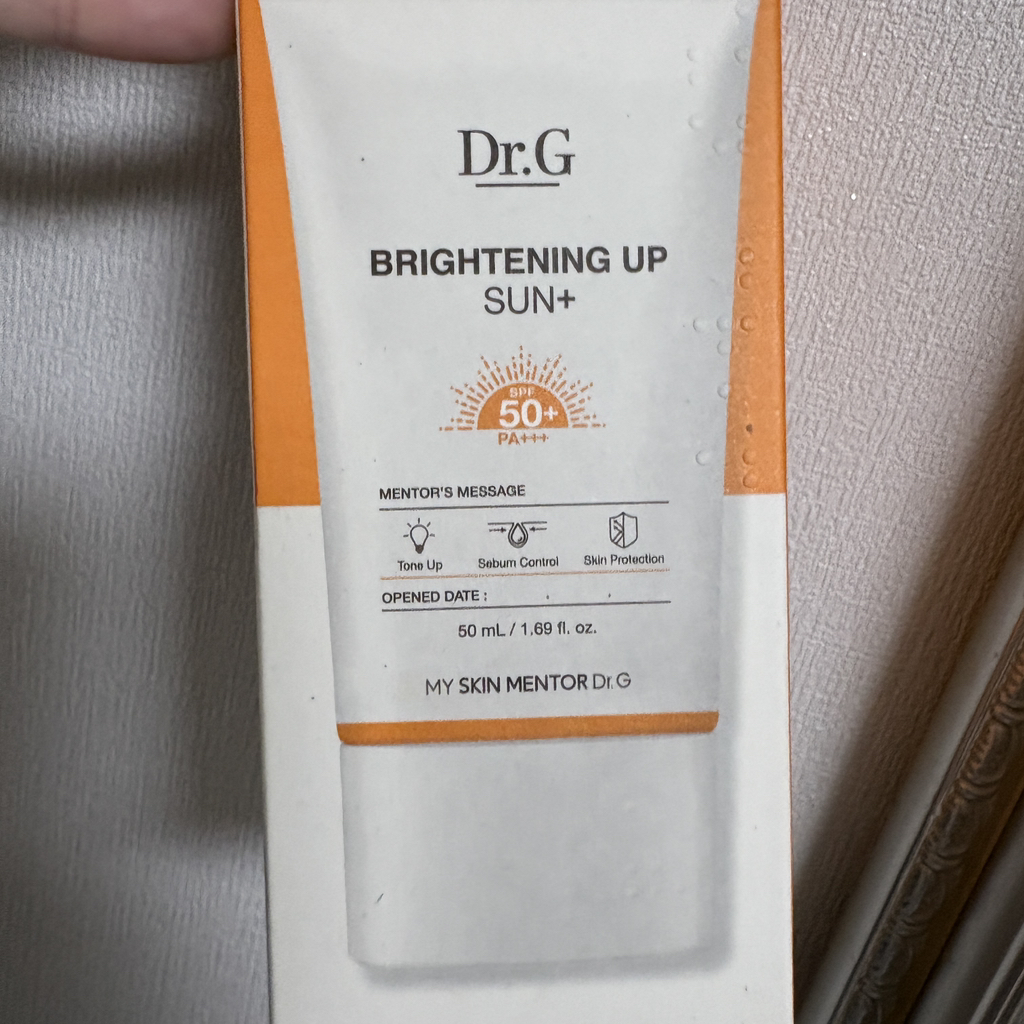 Dr.G
BRIGHTENING UP
SUN+
SPF
50+
PA+++
MENTOR'S MESSAGE
Tone Up Sebum Control Skin Protection
OPENED DATE : . .
50 mL / 1.69 fl. oz.
MY SKIN MENTOR Dr.G